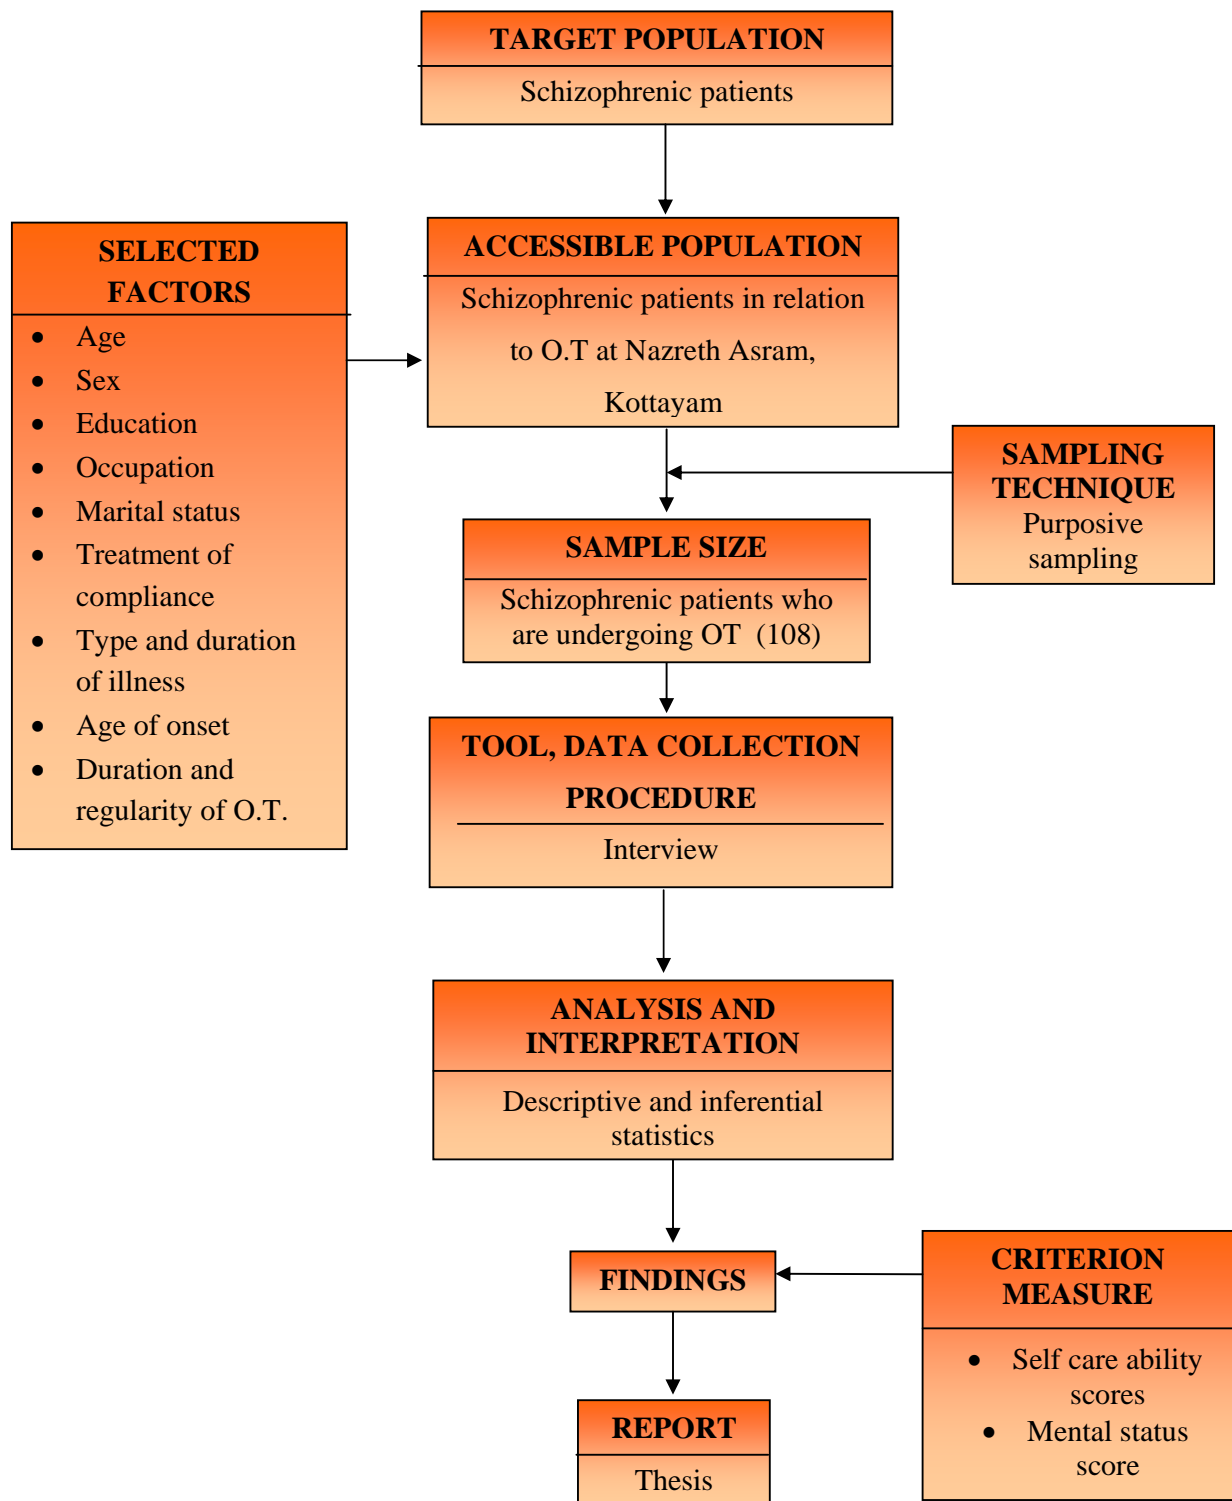 TARGET POPULATION
Schizophrenic patients
SELECTED
FACTORS
• Age
• Sex
• Education
• Occupation
• Marital status
• Treatment of
compliance
• Type and duration
of illness
• Age of onset
• Duration and
regularity of O.T.
ACCESSIBLE POPULATION
Schizophrenic patients in relation
to O.T at Nazreth Asram,
Kottayam
SAMPLING
TECHNIQUE
Purposive
sampling
SAMPLE SIZE
Schizophrenic patients who
are undergoing OT (108)
TOOL, DATA COLLECTION
PROCEDURE
Interview
ANALYSIS AND
INTERPRETATION
Descriptive and inferential
statistics
FINDINGS
CRITERION
MEASURE
• Self care ability
scores
• Mental status
score
REPORT
Thesis